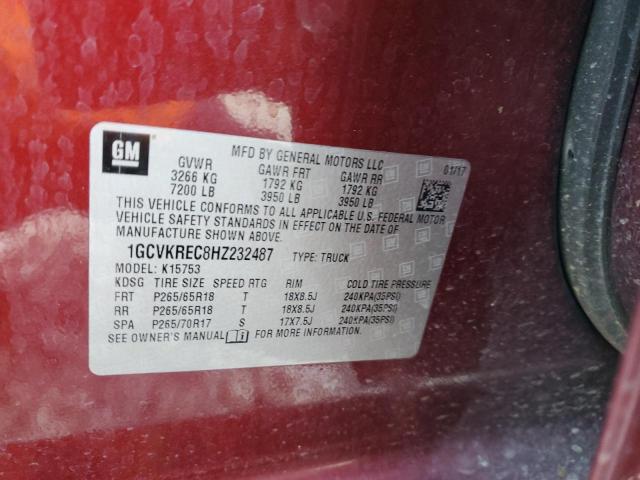 GM
MFD BY GENERAL MOTORS LLC
01/17
GVWR GAWR FRT GAWR RR
3266 KG 1792 KG 1792 KG
7200 LB 3950 LB 3950 LB
THIS VEHICLE CONFORMS TO ALL APPLICABLE U.S. FEDERAL MOTOR
VEHICLE SAFETY STANDARDS IN EFFECT ON THE DATE OF
MANUFACTURE SHOWN ABOVE.
1GCVKREC8HZ232487 TYPE: TRUCK
MODEL: K15753
KDSG TIRE SIZE SPEED RTG RIM COLD TIRE PRESSURE
FRT P265/65R18 T 18X8.5J 240KPA(35PSI)
RR P265/65R18 T 18X8.5J 240KPA(35PSI)
SPA P265/70R17 S 17X7.5J 240KPA(35PSI)
SEE OWNER'S MANUAL FOR MORE INFORMATION.